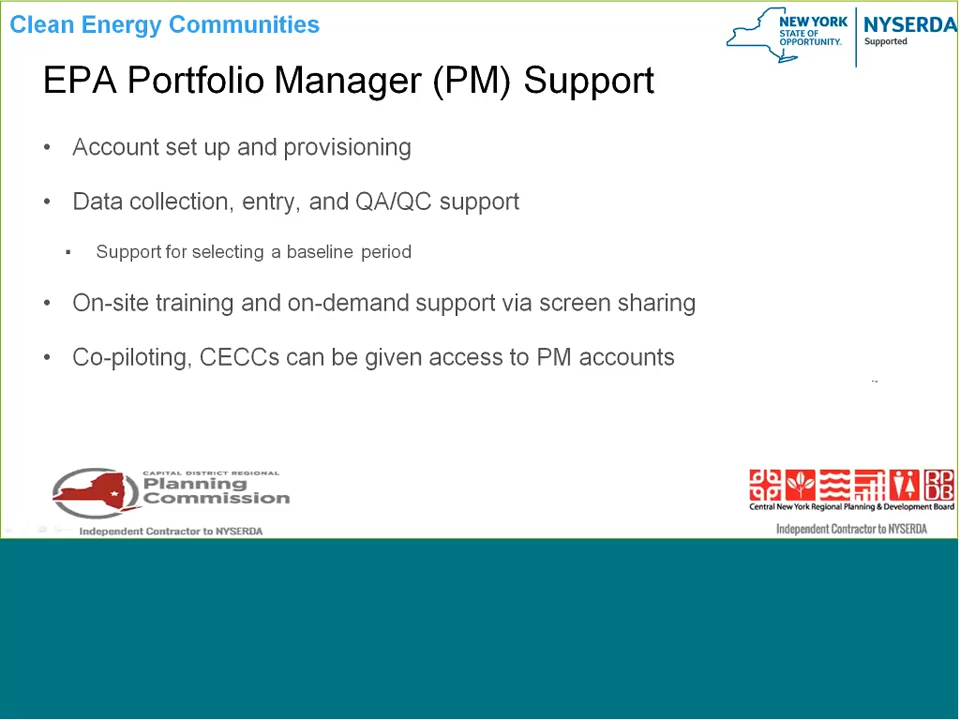 Clean Energy Communities
NEW YORK
STATE OF
OPPORTUNITY.
NYSERDA
Supported
EPA Portfolio Manager (PM) Support
• Account set up and provisioning
• Data collection, entry, and QA/QC support
▪ Support for selecting a baseline period
• On-site training and on-demand support via screen sharing
• Co-piloting, CECCs can be given access to PM accounts
CAPITAL DISTRICT REGIONAL
Planning
Commission
Independent Contractor to NYSERDA
RP
DB
Central New York Regional Planning & Development Board
Independent Contractor to NYSERDA